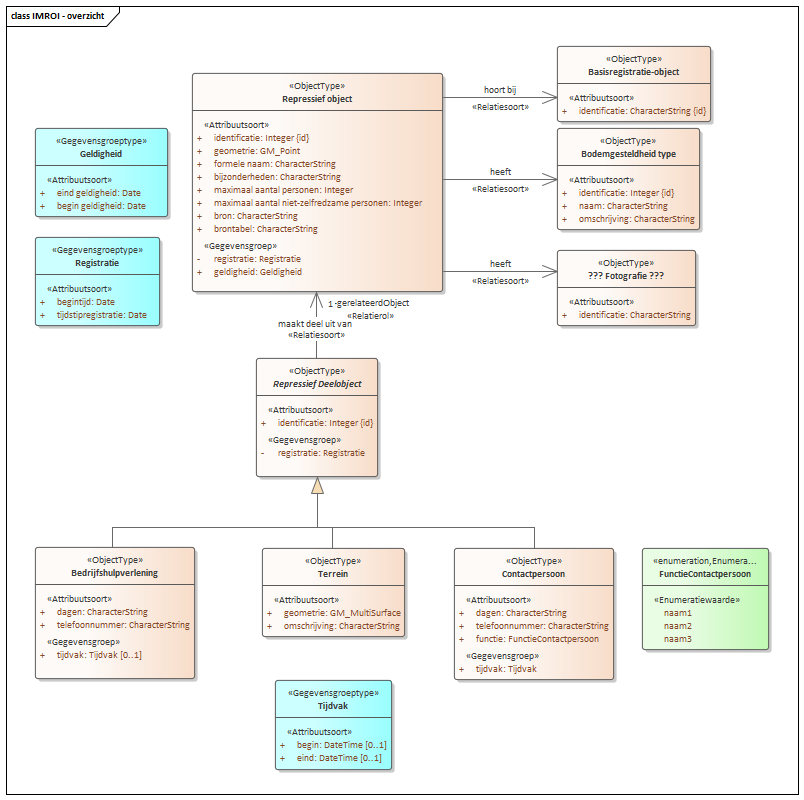 class IMROI - overzicht
«ObjectType»
Repressief object
«Attribuutsoort»
+ identificatie: Integer {id}
+ geometrie: GM_Point
+ formele naam: CharacterString
+ bijzonderheden: CharacterString
+ maximaal aantal personen: Integer
+ maximaal aantal niet-zelfredzame personen: Integer
+ bron: CharacterString
+ brontabel: CharacterString
«Gegevensgroep»
- registratie: Registratie
+ geldigheid: Geldigheid
hoort bij
«Relatiesoort»
«ObjectType»
Basisregistratie-object
«Attribuutsoort»
+ identificatie: CharacterString {id}
heeft
«Relatiesoort»
«ObjectType»
Bodemgesteldheid type
«Attribuutsoort»
+ identificatie: Integer {id}
+ naam: CharacterString
+ omschrijving: CharacterString
heeft
«Relatiesoort»
«ObjectType»
??? Fotografie ???
«Attribuutsoort»
+ identificatie: CharacterString
«Gegevensgroeptype»
Geldigheid
«Attribuutsoort»
+ eind geldigheid: Date
+ begin geldigheid: Date
«Gegevensgroeptype»
Registratie
«Attribuutsoort»
+ begintijd: Date
+ tijdstipregistratie: Date
1 -gerelateerdObject
«Relatierol»
maakt deel uit van
«Relatiesoort»
«ObjectType»
Repressief Deelobject
«Attribuutsoort»
+ identificatie: Integer {id}
«Gegevensgroep»
- registratie: Registratie
«ObjectType»
Bedrijfshulpverlening
«Attribuutsoort»
+ dagen: CharacterString
+ telefoonnummer: CharacterString
«Gegevensgroep»
+ tijdvak: Tijdvak [0..1]
«ObjectType»
Terrein
«Attribuutsoort»
+ geometrie: GM_MultiSurface
+ omschrijving: CharacterString
«ObjectType»
Contactpersoon
«Attribuutsoort»
+ dagen: CharacterString
+ telefoonnummer: CharacterString
+ functie: FunctieContactpersoon
«Gegevensgroep»
+ tijdvak: Tijdvak
«enumeration,Enumera...
FunctieContactpersoon
«Enumeratiewaarde»
naam1
naam2
naam3
«Gegevensgroeptype»
Tijdvak
«Attribuutsoort»
+ begin: DateTime [0..1]
+ eind: DateTime [0..1]